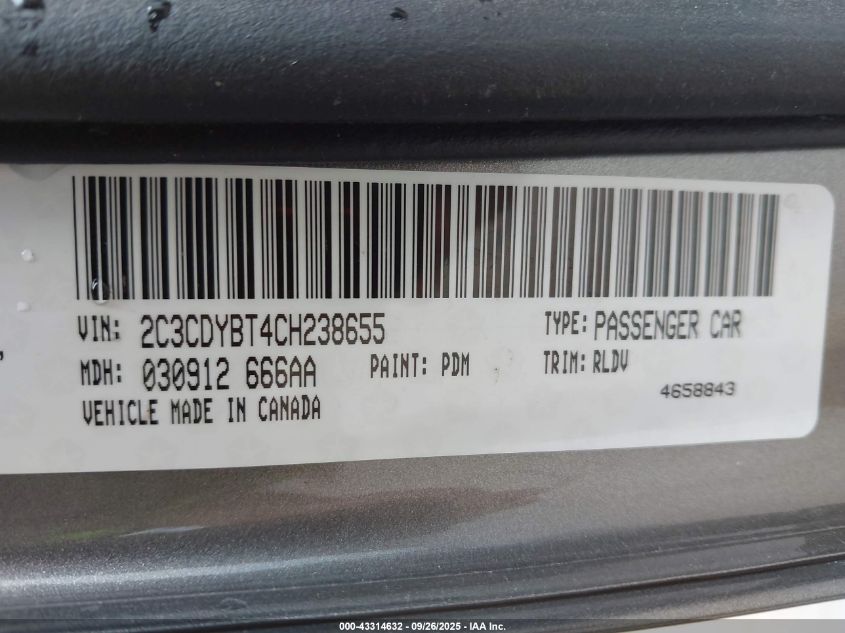 VIN: 2C3CDYBT4CH238655 TYPE: PASSENGER CAR
MDH: 030912 666AA PAINT: PDM TRIM: RLDV
4658843
VEHICLE MADE IN CANADA
000-43314632 - 09/26/2025 - IAA Inc.